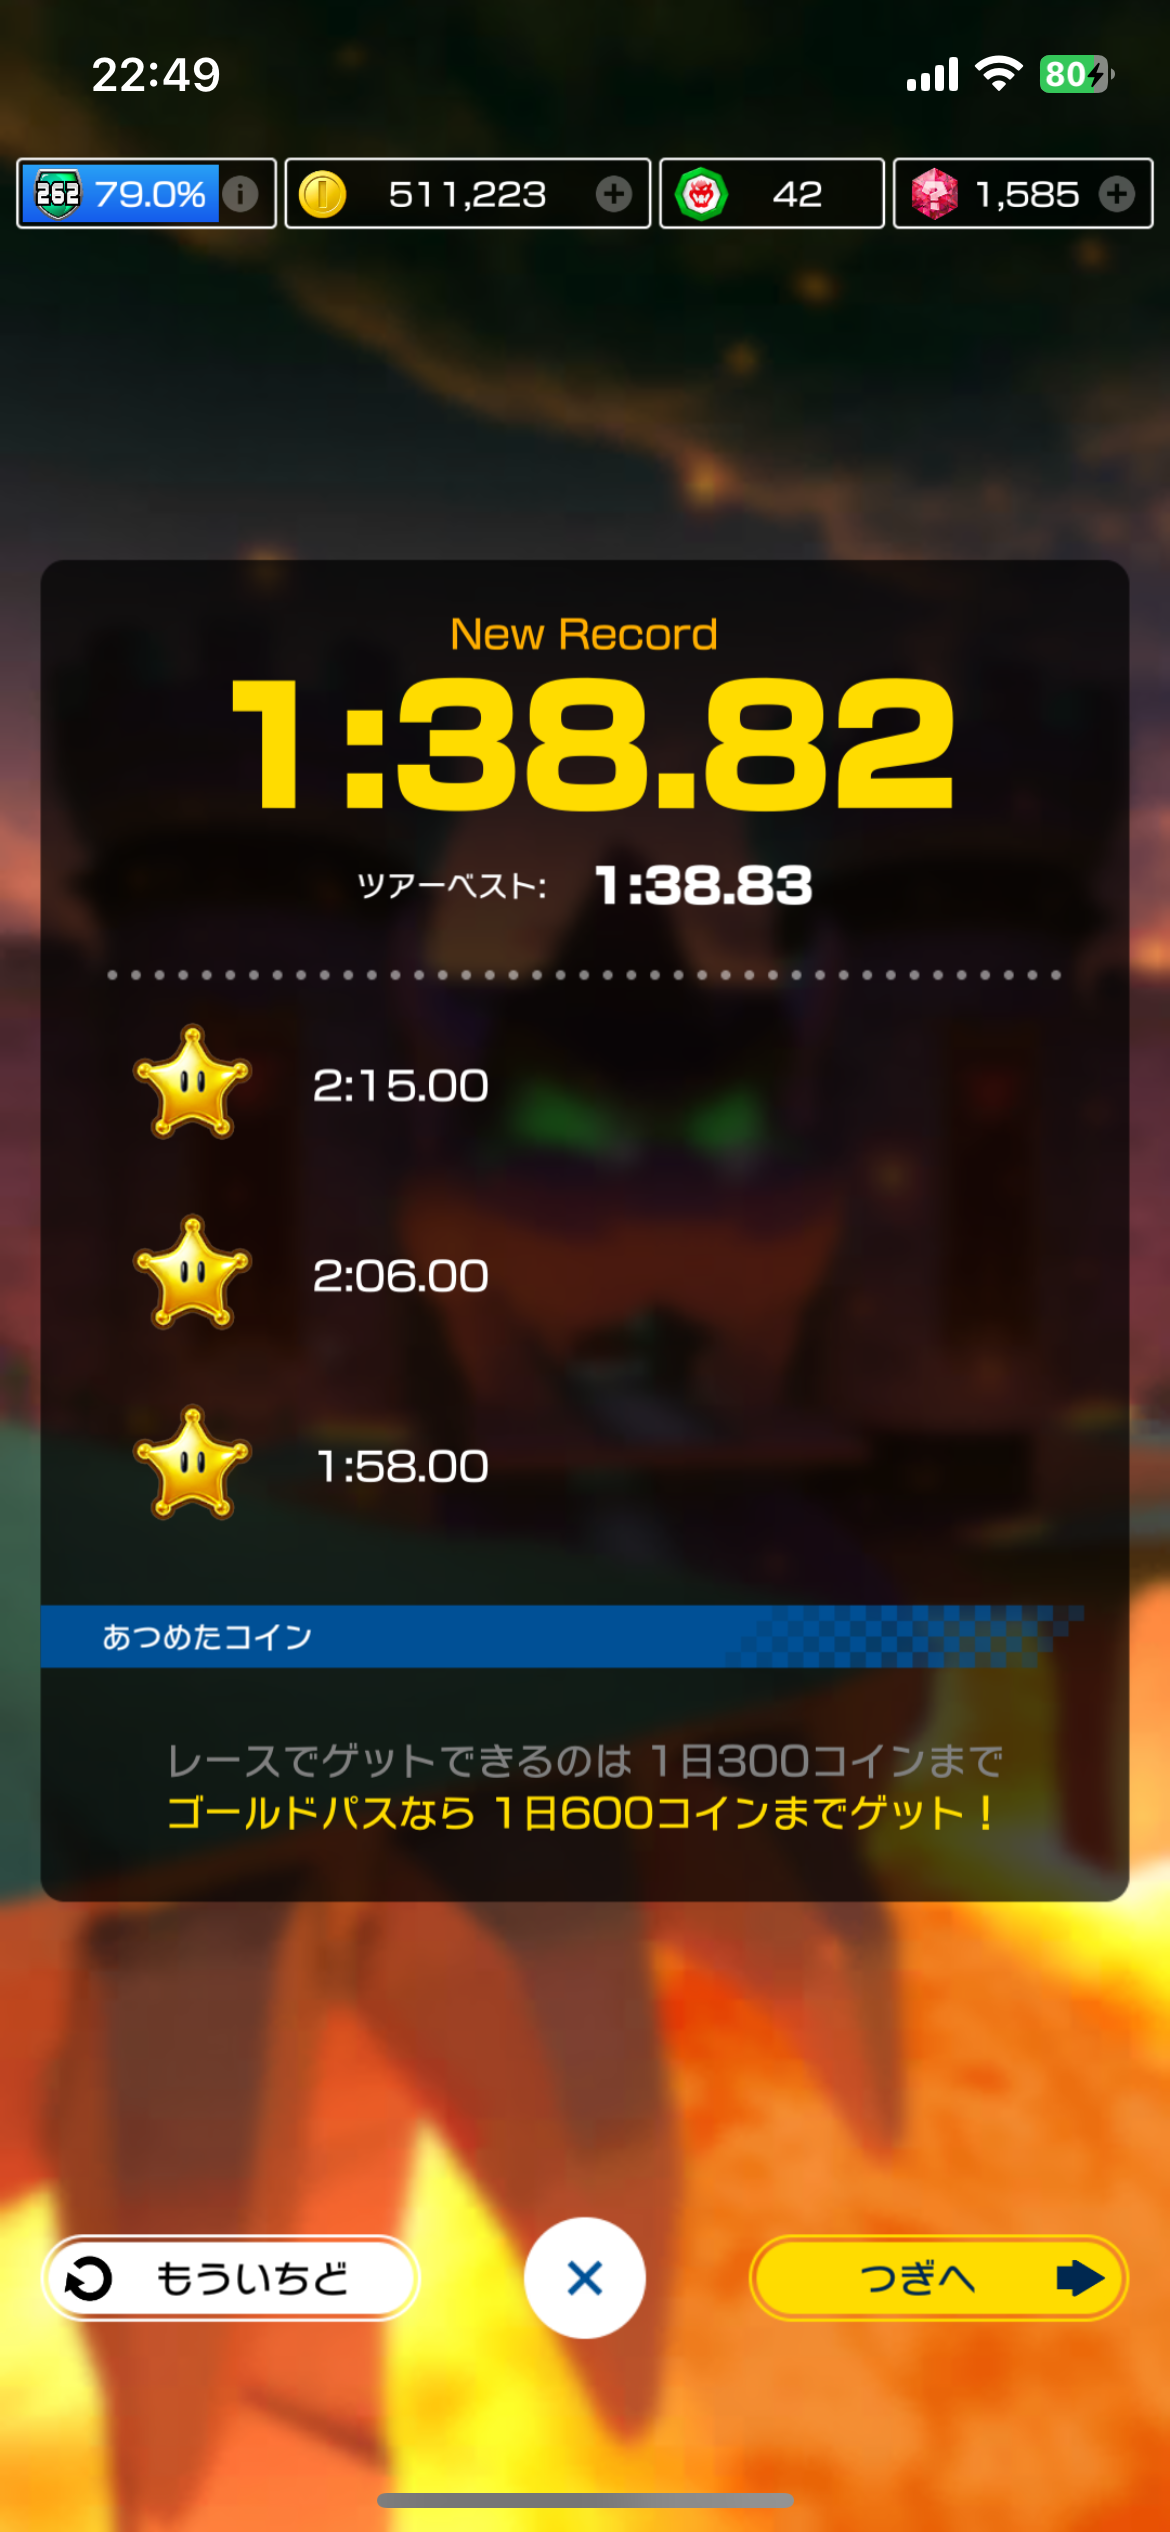 22:49
80
262 79.0% i
511,223 +
42
1,585 +
New Record
1:38.82
ツアーベスト: 1:38.83
2:15.00
2:06.00
1:58.00
あつめたコイン
レースでゲットできるのは 1日300コインまで
ゴールドパスなら 1日600コインまでゲット！
もういちど
×
つぎへ